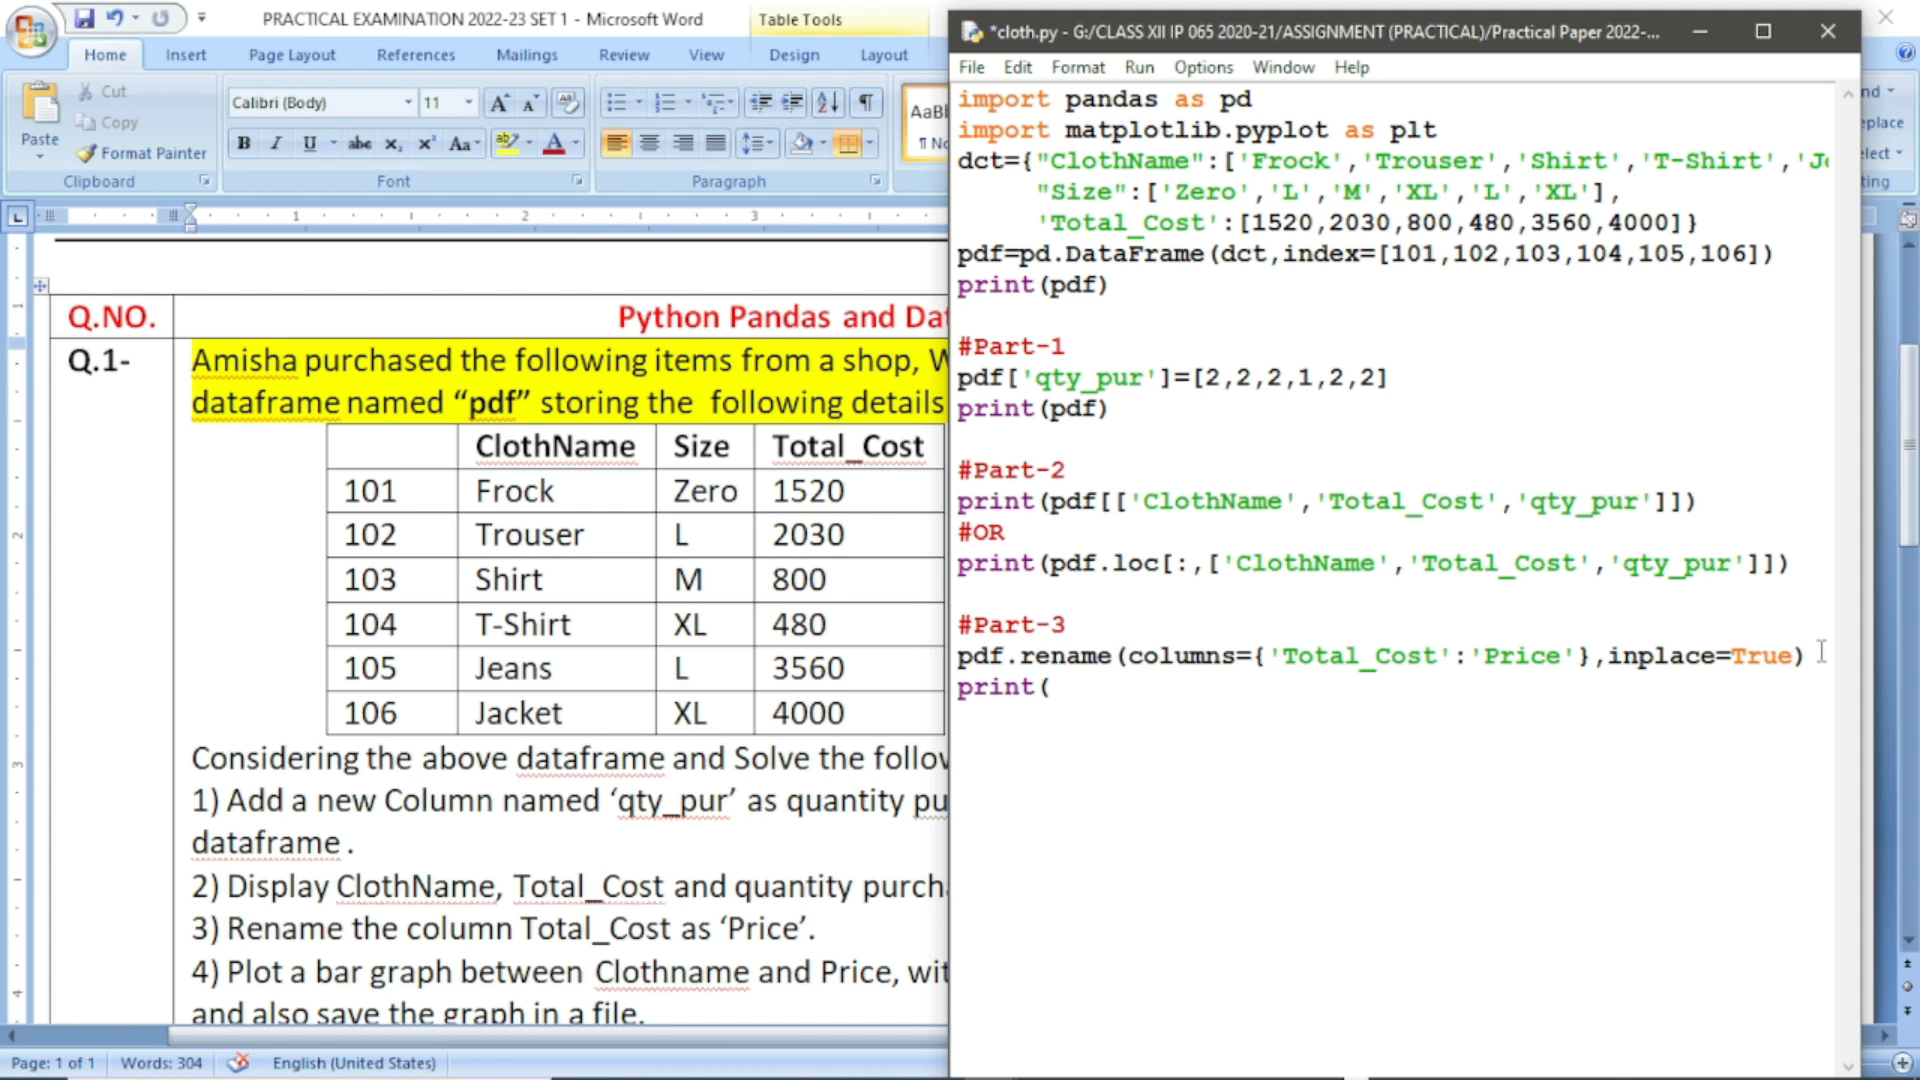 PRACTICAL EXAMINATION 2022-23 SET 1 - Microsoft Word
Table Tools
Home Insert Page Layout References Mailings Review View Design Layout
Cut
Copy
Format Painter
Paste
Clipboard
Calibri (Body) 11
Font
Paragraph
Q.NO. Python Pandas and Da
Q.1- Amisha purchased the following items from a shop, W
dataframe named “pdf” storing the following details
ClothName Size Total_Cost
101 Frock Zero 1520
102 Trouser L 2030
103 Shirt M 800
104 T-Shirt XL 480
105 Jeans L 3560
106 Jacket XL 4000
Considering the above dataframe and Solve the follow
1) Add a new Column named ‘qty_pur’ as quantity pu
dataframe .
2) Display ClothName, Total_Cost and quantity purch
3) Rename the column Total_Cost as ‘Price’.
4) Plot a bar graph between Clothname and Price, wit
and also save the graph in a file.
Page: 1 of 1 Words: 304 English (United States)
*cloth.py - G:/CLASS XII IP 065 2020-21/ASSIGNMENT (PRACTICAL)/Practical Paper 2022-...
File Edit Format Run Options Window Help
import pandas as pd
import matplotlib.pyplot as plt
dct={"ClothName":['Frock','Trouser','Shirt','T-Shirt','Je
"Size":['Zero','L','M','XL','L','XL'],
'Total_Cost':[1520,2030,800,480,3560,4000]}
pdf=pd.DataFrame(dct,index=[101,102,103,104,105,106])
print(pdf)
#Part-1
pdf['qty_pur']=[2,2,2,1,2,2]
print(pdf)
#Part-2
print(pdf[['ClothName','Total_Cost','qty_pur']])
#OR
print(pdf.loc[:,['ClothName','Total_Cost','qty_pur']])
#Part-3
pdf.rename(columns={'Total_Cost':'Price'},inplace=True)
print(